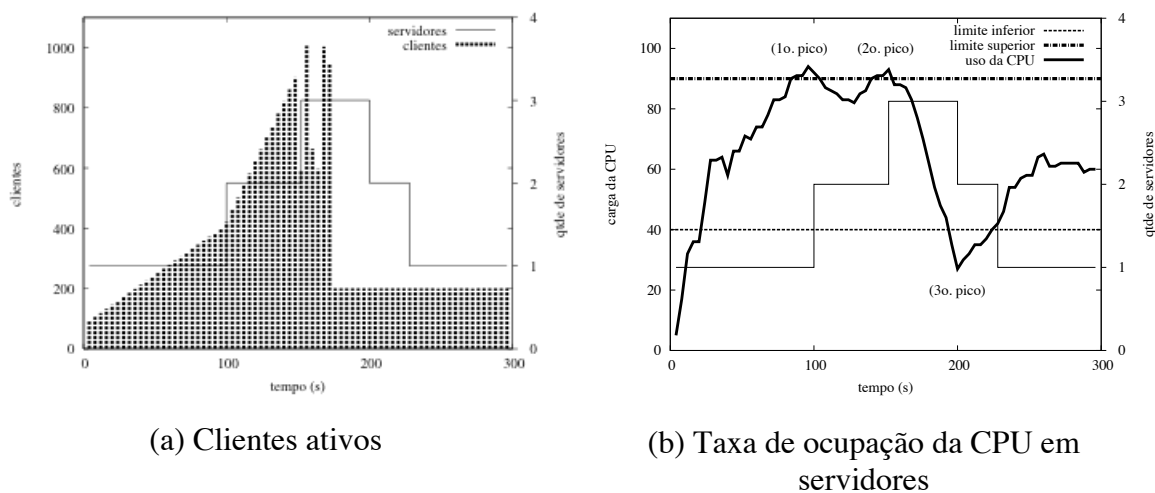 servidores
clientes
1000
800
600
400
200
0
clientes
4
3
2
1
0
qtde de servidores
0
100
200
300
tempo (s)
(a) Clientes ativos
limite inferior
limite superior
uso da CPU
(1o. pico)
(2o. pico)
(3o. pico)
100
80
60
40
20
0
carga da CPU
4
3
2
1
0
qtde de servidores
0
100
200
300
tempo (s)
(b) Taxa de ocupação da CPU em
servidores